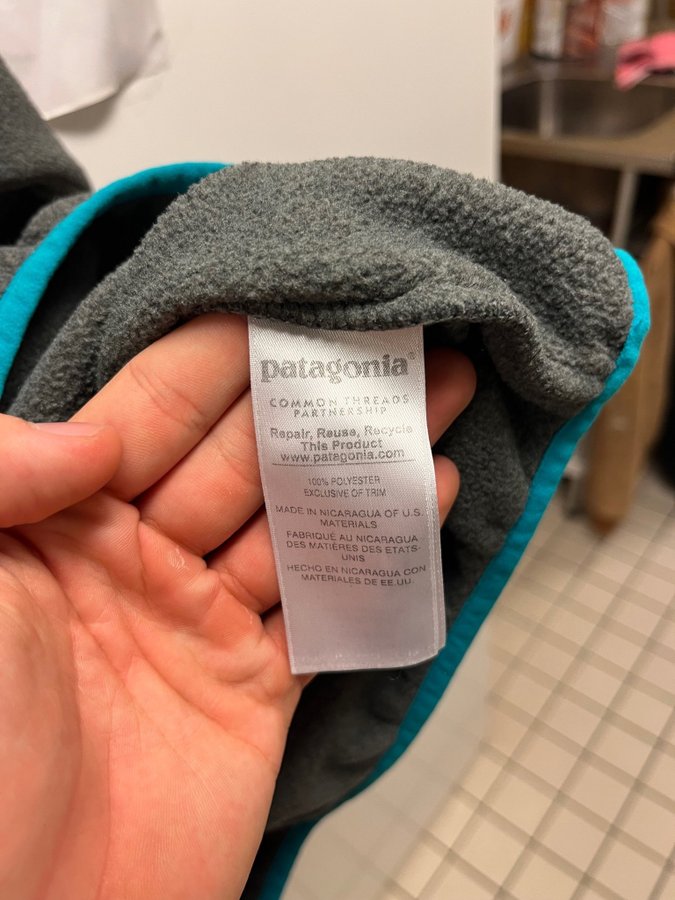 patagonia®
COMMON THREADS
PARTNERSHIP
Repair, Reuse, Recycle
This Product
www.patagonia.com
100% POLYESTER
EXCLUSIVE OF TRIM
MADE IN NICARAGUA OF U.S.
MATERIALS
FABRIQUÉ AU NICARAGUA
DES MATIÈRES DES ETATS-
UNIS
HECHO EN NICARAGUA CON
MATERIALES DE EE.UU.